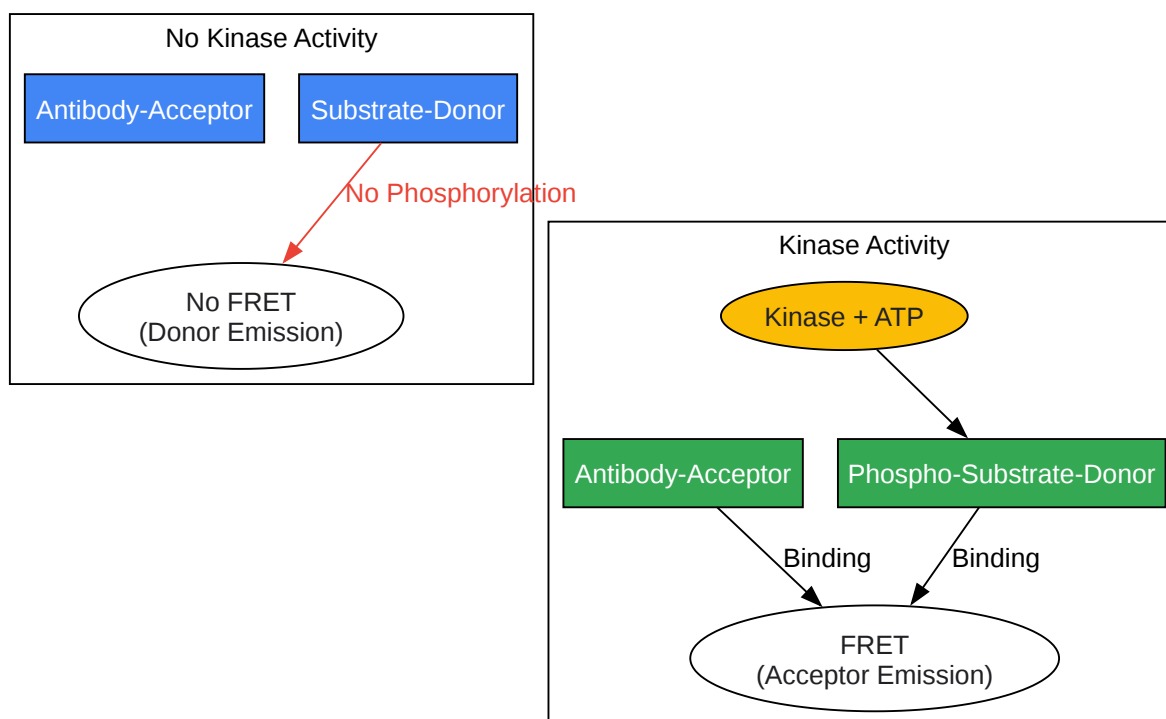 No Kinase Activity
Antibody-Acceptor
Substrate-Donor
No Phosphorylation
No FRET
(Donor Emission)
Kinase Activity
Kinase + ATP
Antibody-Acceptor
Phospho-Substrate-Donor
Binding
Binding
FRET
(Acceptor Emission)